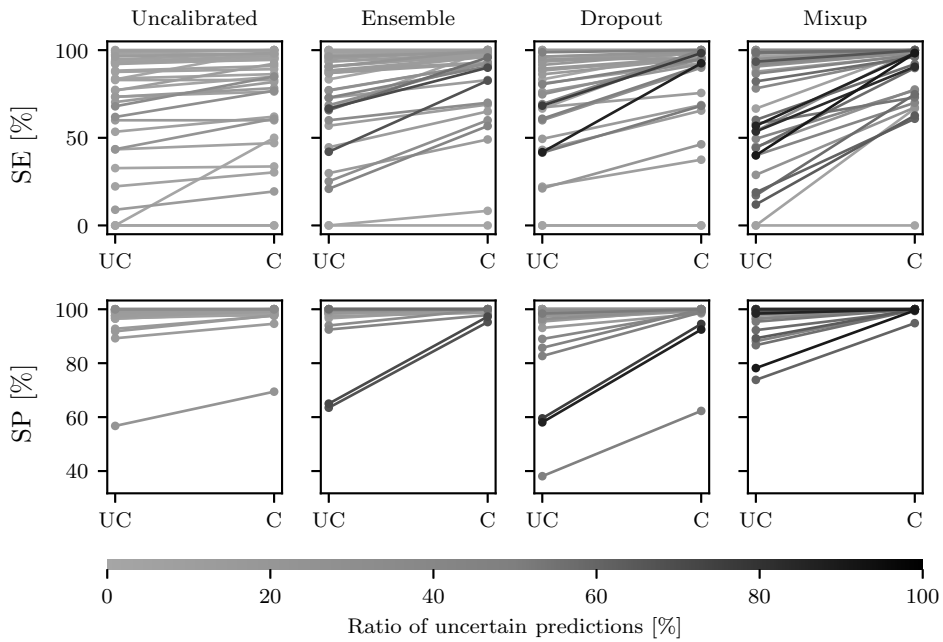 Uncalibrated Ensemble Dropout Mixup
SE [%]
100
50
0
UC C UC C UC C UC C
SP [%]
100
80
60
40
UC C UC C UC C UC C
0 20 40 60 80 100
Ratio of uncertain predictions [%]